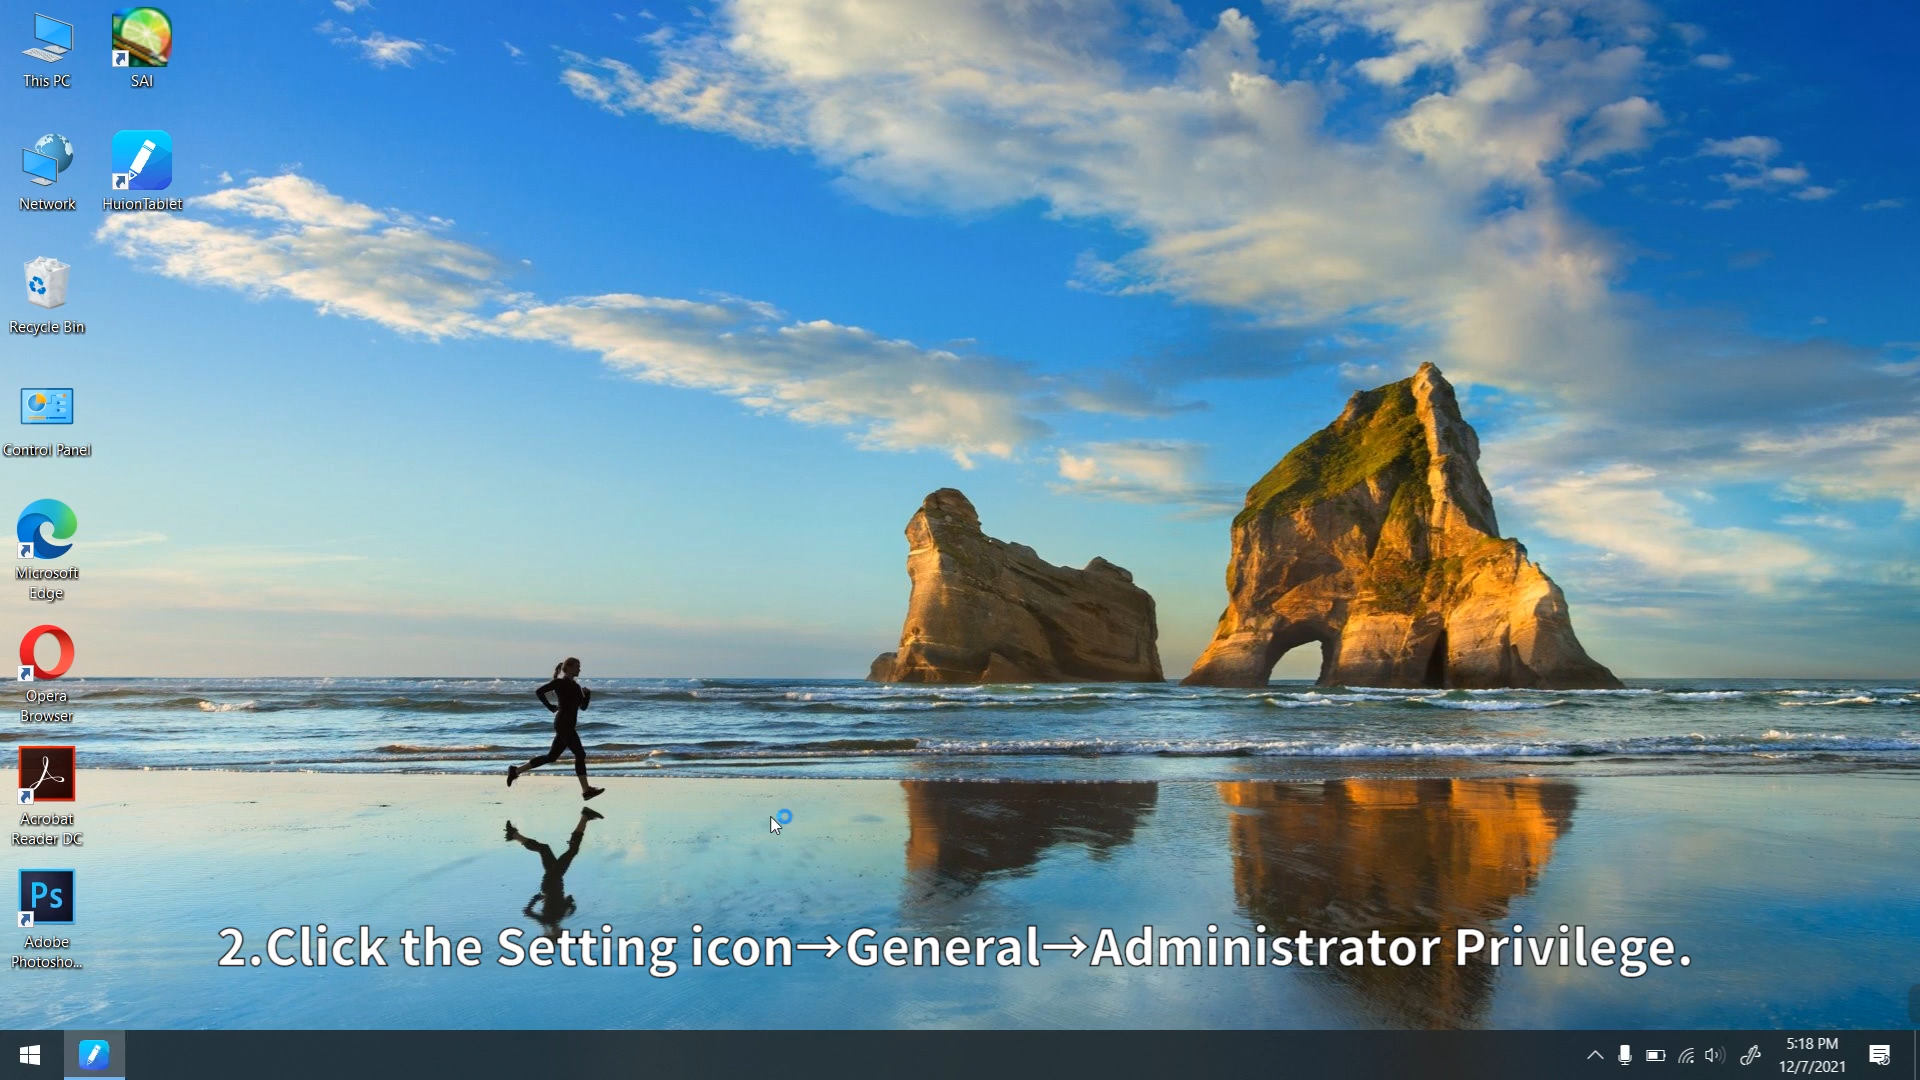 This PC
SAI
Network
HuionTablet
Recycle Bin
Control Panel
Microsoft
Edge
Opera
Browser
Acrobat
Reader DC
Ps
Adobe
Photosho...
2.Click the Setting icon→General→Administrator Privilege.
5:18 PM
12/7/2021